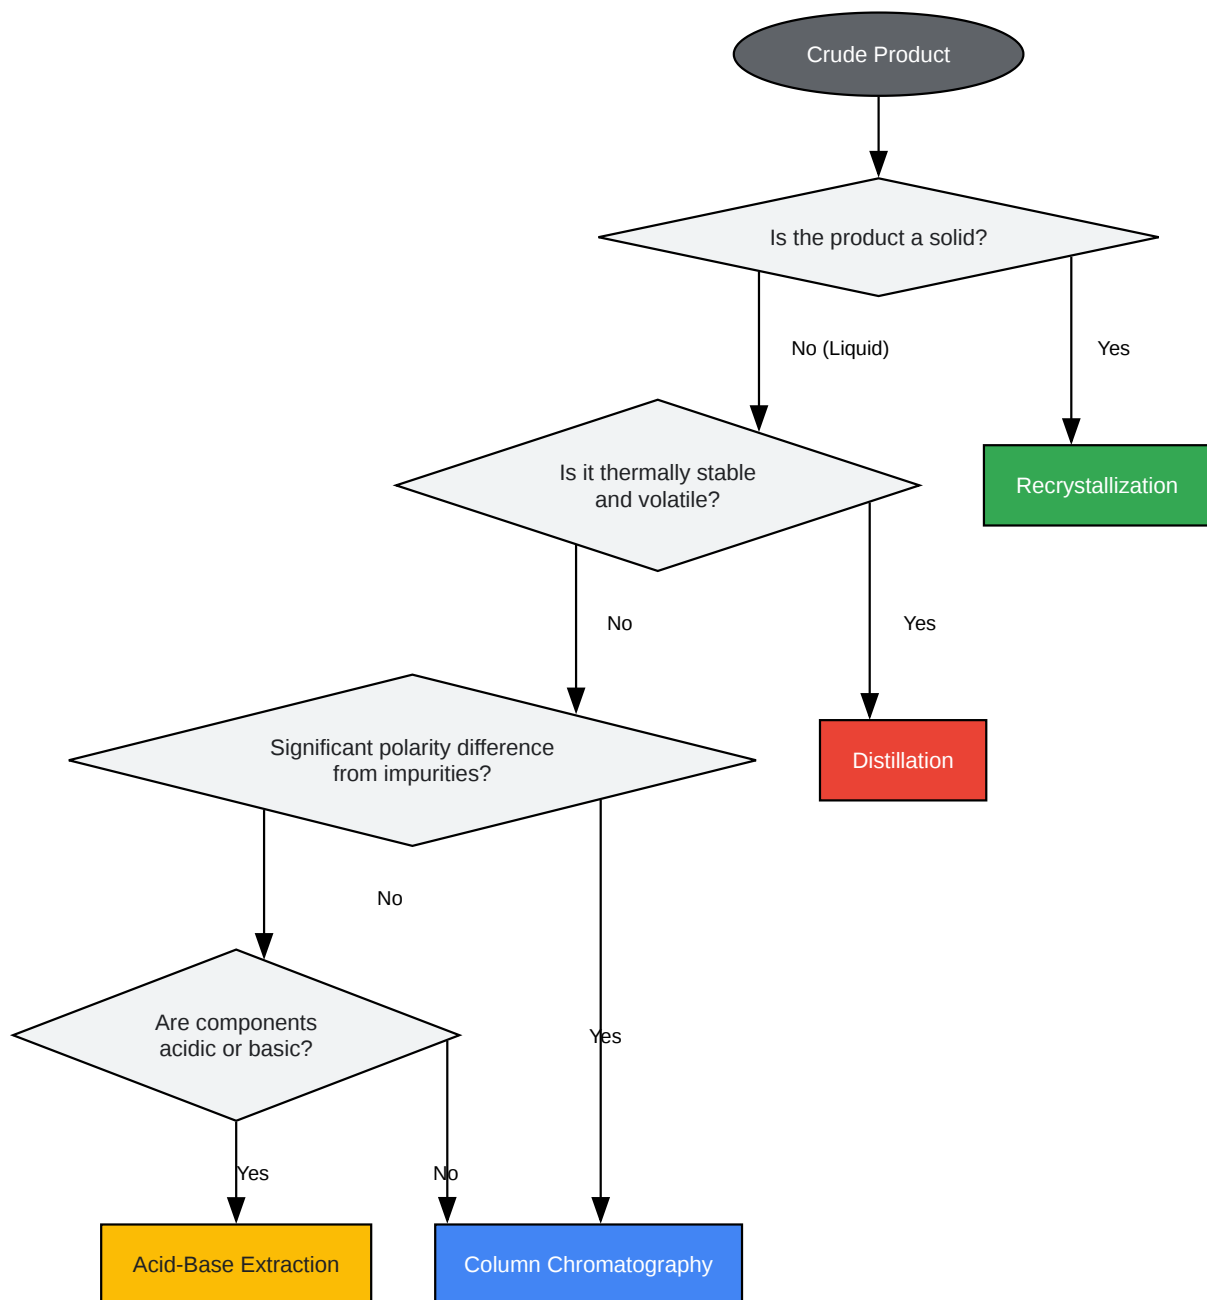 Crude Product
Is the product a solid?
No (Liquid)
Yes
Is it thermally stable
and volatile?
Recrystallization
No
Yes
Significant polarity difference
from impurities?
Distillation
No
Are components
acidic or basic?
Yes
Yes
No
Acid-Base Extraction
Column Chromatography